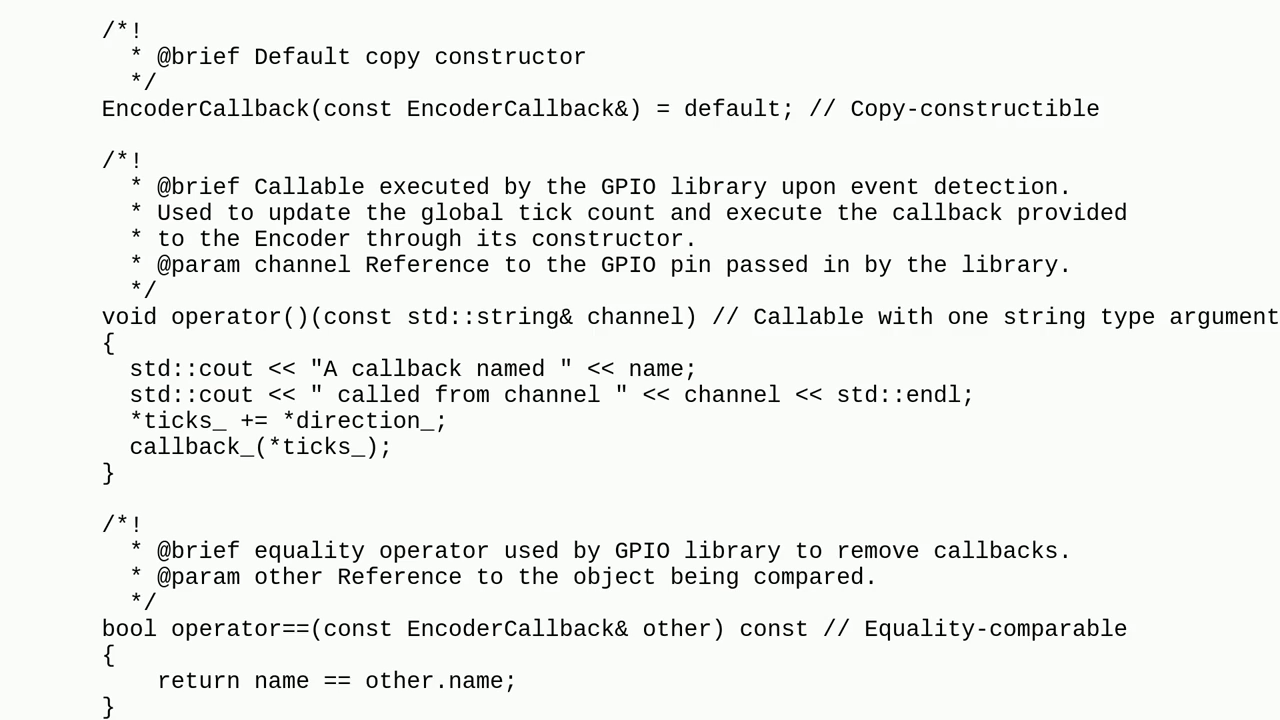 /*!
  * @brief Default copy constructor
  */
EncoderCallback(const EncoderCallback&) = default; // Copy-constructible

/*!
  * @brief Callable executed by the GPIO library upon event detection.
  * Used to update the global tick count and execute the callback provided
  * to the Encoder through its constructor.
  * @param channel Reference to the GPIO pin passed in by the library.
  */
void operator()(const std::string& channel) // Callable with one string type argument
{
  std::cout << "A callback named " << name;
  std::cout << " called from channel " << channel << std::endl;
  *ticks_ += *direction_;
  callback_(*ticks_);
}

/*!
  * @brief equality operator used by GPIO library to remove callbacks.
  * @param other Reference to the object being compared.
  */
bool operator==(const EncoderCallback& other) const // Equality-comparable
{
    return name == other.name;
}